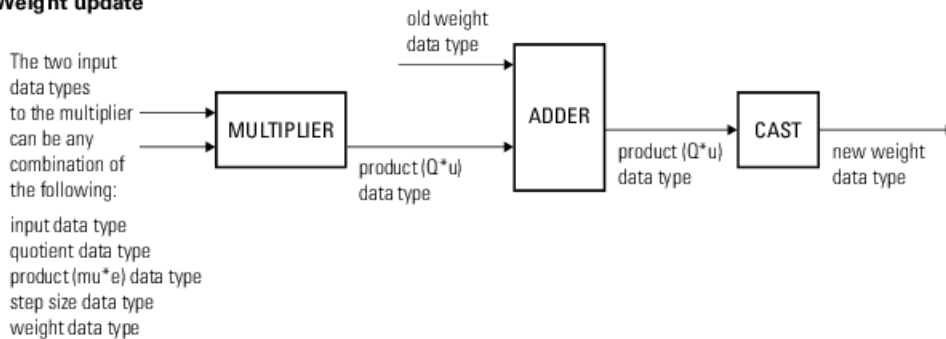 Weight update
old weight
data type
The two input
data types
to the multiplier
can be any
combination of
the following:
MULTIPLIER
ADDER
CAST
product (Q*u)
data type
product (Q*u)
data type
new weight
data type
input data type
quotient data type
product (mu*e) data type
step size data type
weight data type